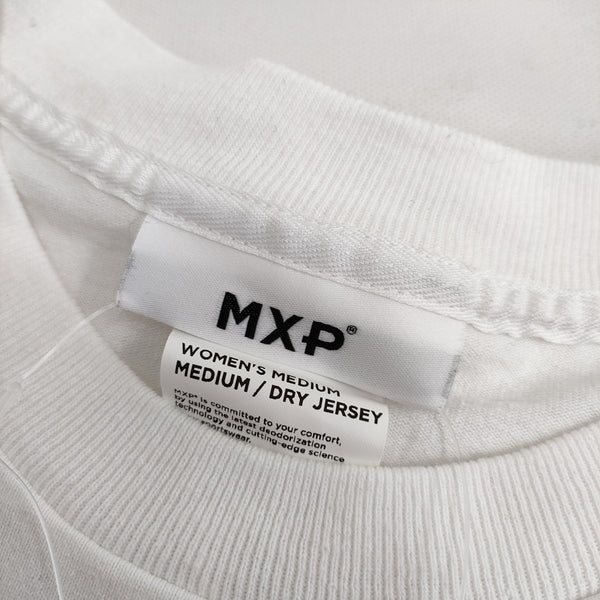 MXP®
WOMEN'S MEDIUM
MEDIUM / DRY JERSEY
MXP® is committed to your comfort,
by using the latest deodorization
technology and cutting-edge science
sportswear.